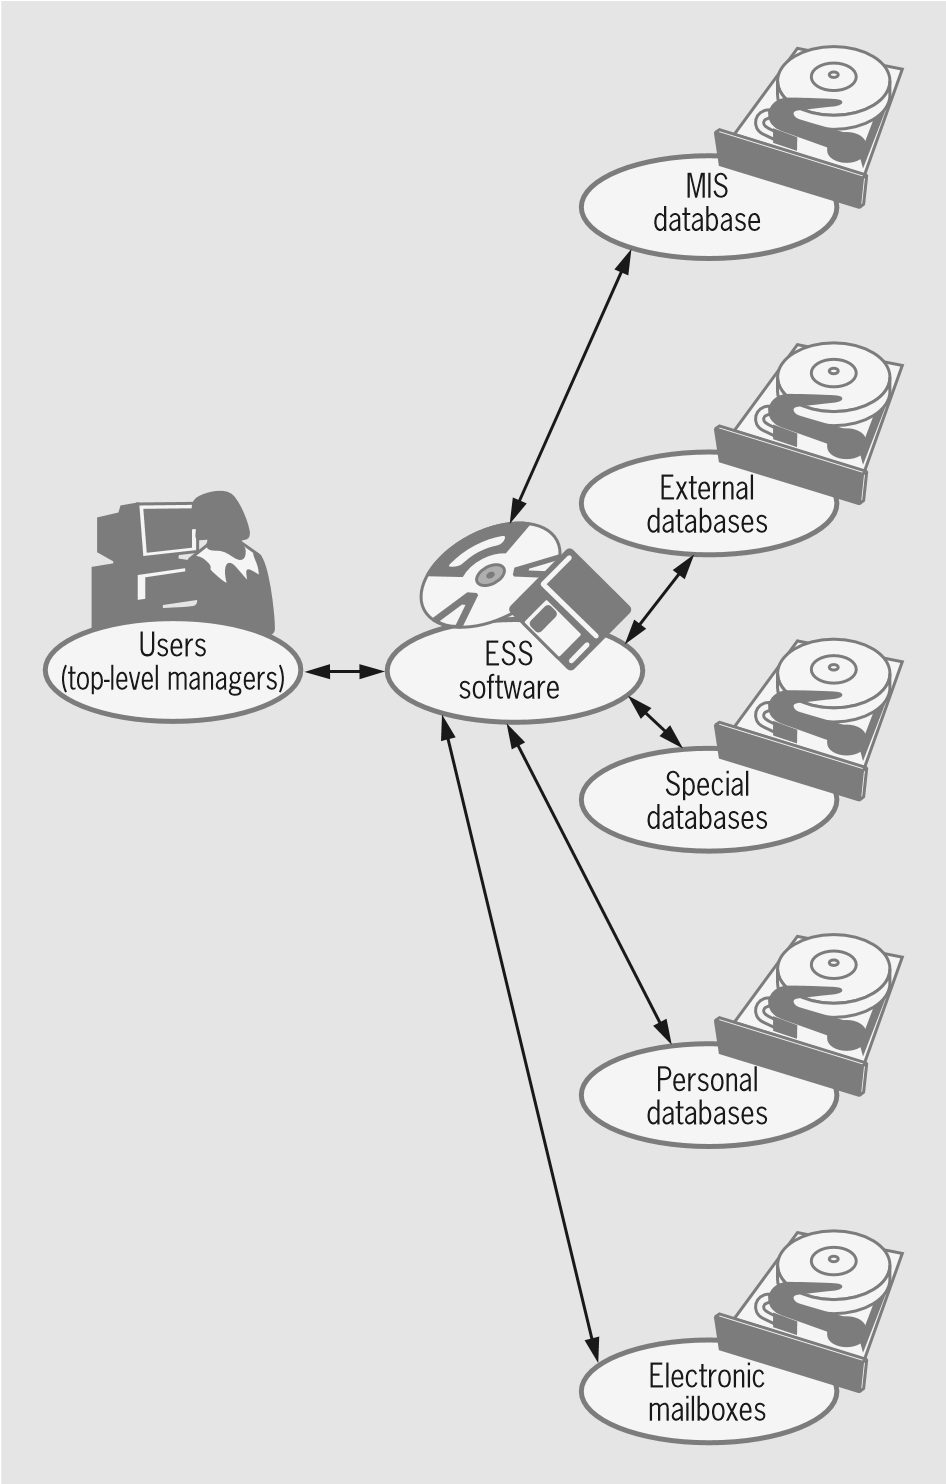 MIS
database
External
databases
Users
(top-level managers)
ESS
software
Special
databases
Personal
databases
Electronic
mailboxes